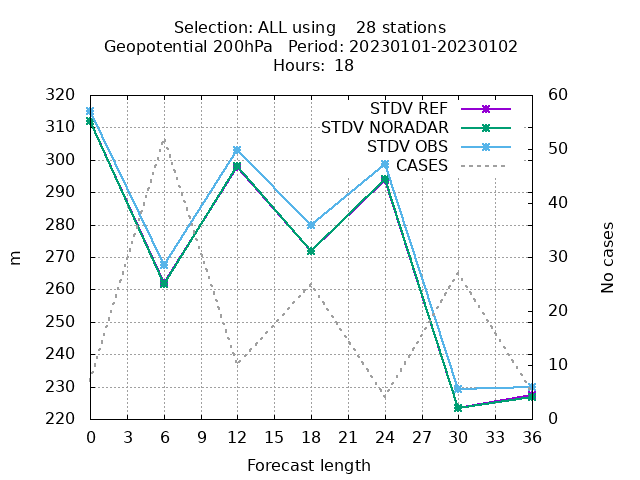 Selection: ALL using    28 stations
Geopotential 200hPa   Period: 20230101-20230102
Hours: 18
STDV REF
STDV NORADAR
STDV OBS
CASES
320
310
300
290
280
270
260
250
240
230
220
m
60
50
40
30
20
10
0
No cases
0 3 6 9 12 15 18 21 24 27 30 33 36
Forecast length